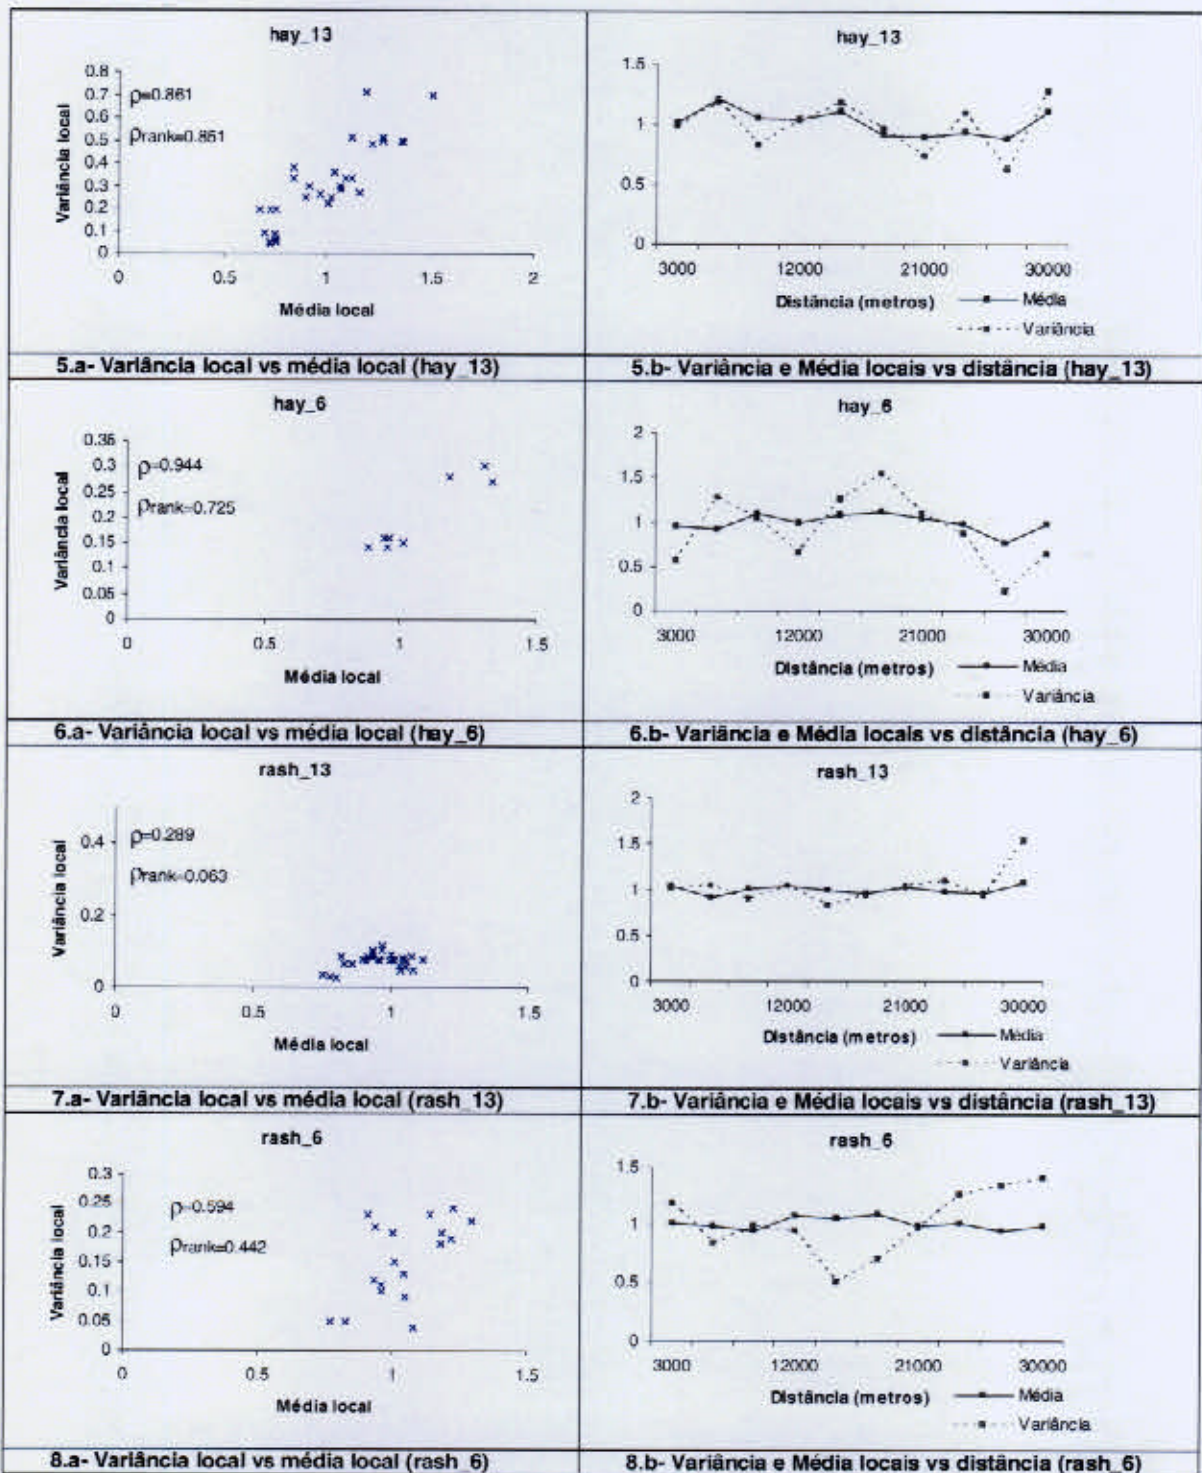 hay_13
0.8
0.7
0.6
0.5
0.4
0.3
0.2
0.1
0
ρ=0.861
ρrank=0.851
Variância local
0 0.5 1 1.5 2
Média local
hay_13
1.5
1
0.5
0
3000 12000 21000 30000
Distância (metros)
Média
Variância
5.a- Variância local vs média local (hay_13)
5.b- Variância e Média locais vs distância (hay_13)
hay_6
0.35
0.3
0.25
0.2
0.15
0.1
0.05
0
ρ=0.944
ρrank=0.725
Variância local
0 0.5 1 1.5
Média local
hay_6
2
1.5
1
0.5
0
3000 12000 21000 30000
Distância (metros)
Média
Variância
6.a- Variância local vs média local (hay_6)
6.b- Variância e Média locais vs distância (hay_6)
rash_13
0.4
0.2
0
ρ=0.289
ρrank=0.063
Variância local
0 0.5 1 1.5
Média local
rash_13
2
1.5
1
0.5
0
3000 12000 21000 30000
Distância (metros)
Média
Variância
7.a- Variância local vs média local (rash_13)
7.b- Variância e Média locais vs distância (rash_13)
rash_6
0.3
0.25
0.2
0.15
0.1
0.05
0
ρ=0.594
ρrank=0.442
Variância local
0 0.5 1 1.5
Média local
rash_6
1.5
1
0.5
0
3000 12000 21000 30000
Distância (metros)
Média
Variância
8.a- Variância local vs média local (rash_6)
8.b- Variância e Média locais vs distância (rash_6)